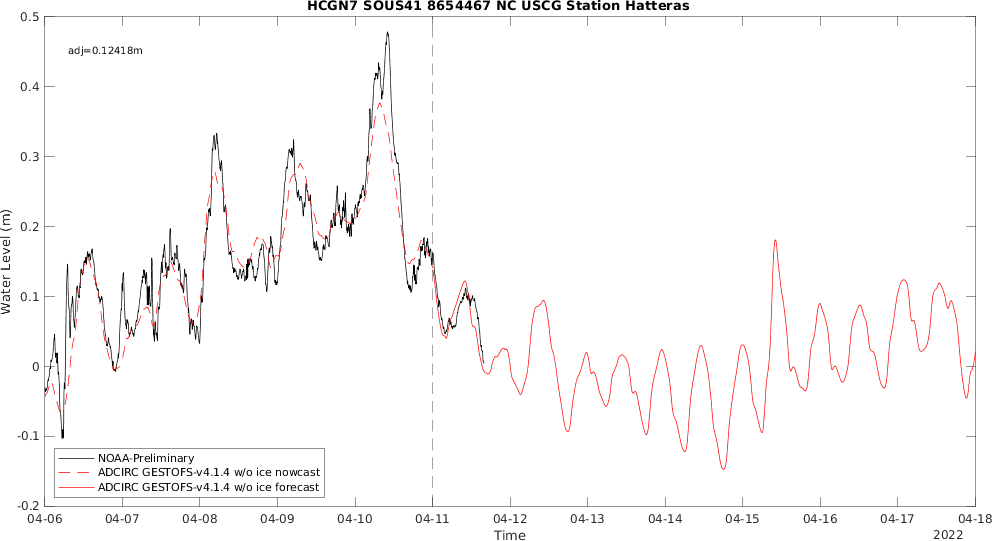 HCGN7 SOUS41 8654467 NC USCG Station Hatteras
0.5
0.4
0.3
0.2
0.1
0
-0.1
-0.2
Water Level (m)
adj=0.12418m
NOAA-Preliminary
ADCIRC GESTOFS-v4.1.4 w/o ice nowcast
ADCIRC GESTOFS-v4.1.4 w/o ice forecast
04-06 04-07 04-08 04-09 04-10 04-11 04-12 04-13 04-14 04-15 04-16 04-17 04-18
Time
2022